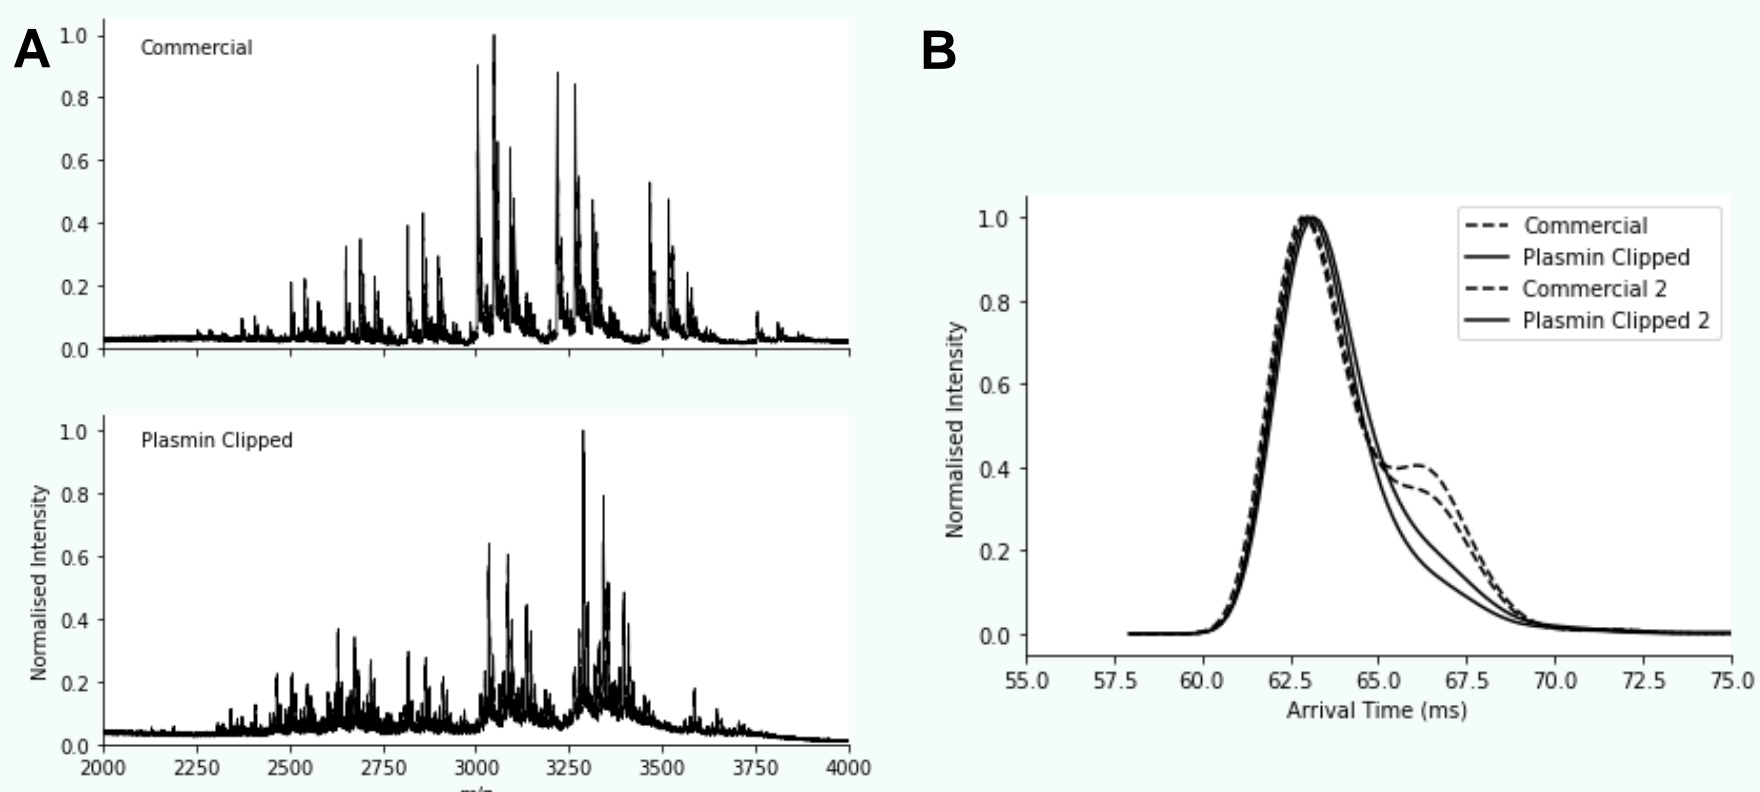 A
Commercial
1.0
0.8
0.6
0.4
0.2
0.0
Plasmin Clipped
1.0
0.8
0.6
0.4
0.2
0.0
Normalised Intensity
2000 2250 2500 2750 3000 3250 3500 3750 4000
B
Commercial
Plasmin Clipped
Commercial 2
Plasmin Clipped 2
1.0
0.8
0.6
0.4
0.2
0.0
Normalised Intensity
55.0 57.5 60.0 62.5 65.0 67.5 70.0 72.5 75.0
Arrival Time (ms)